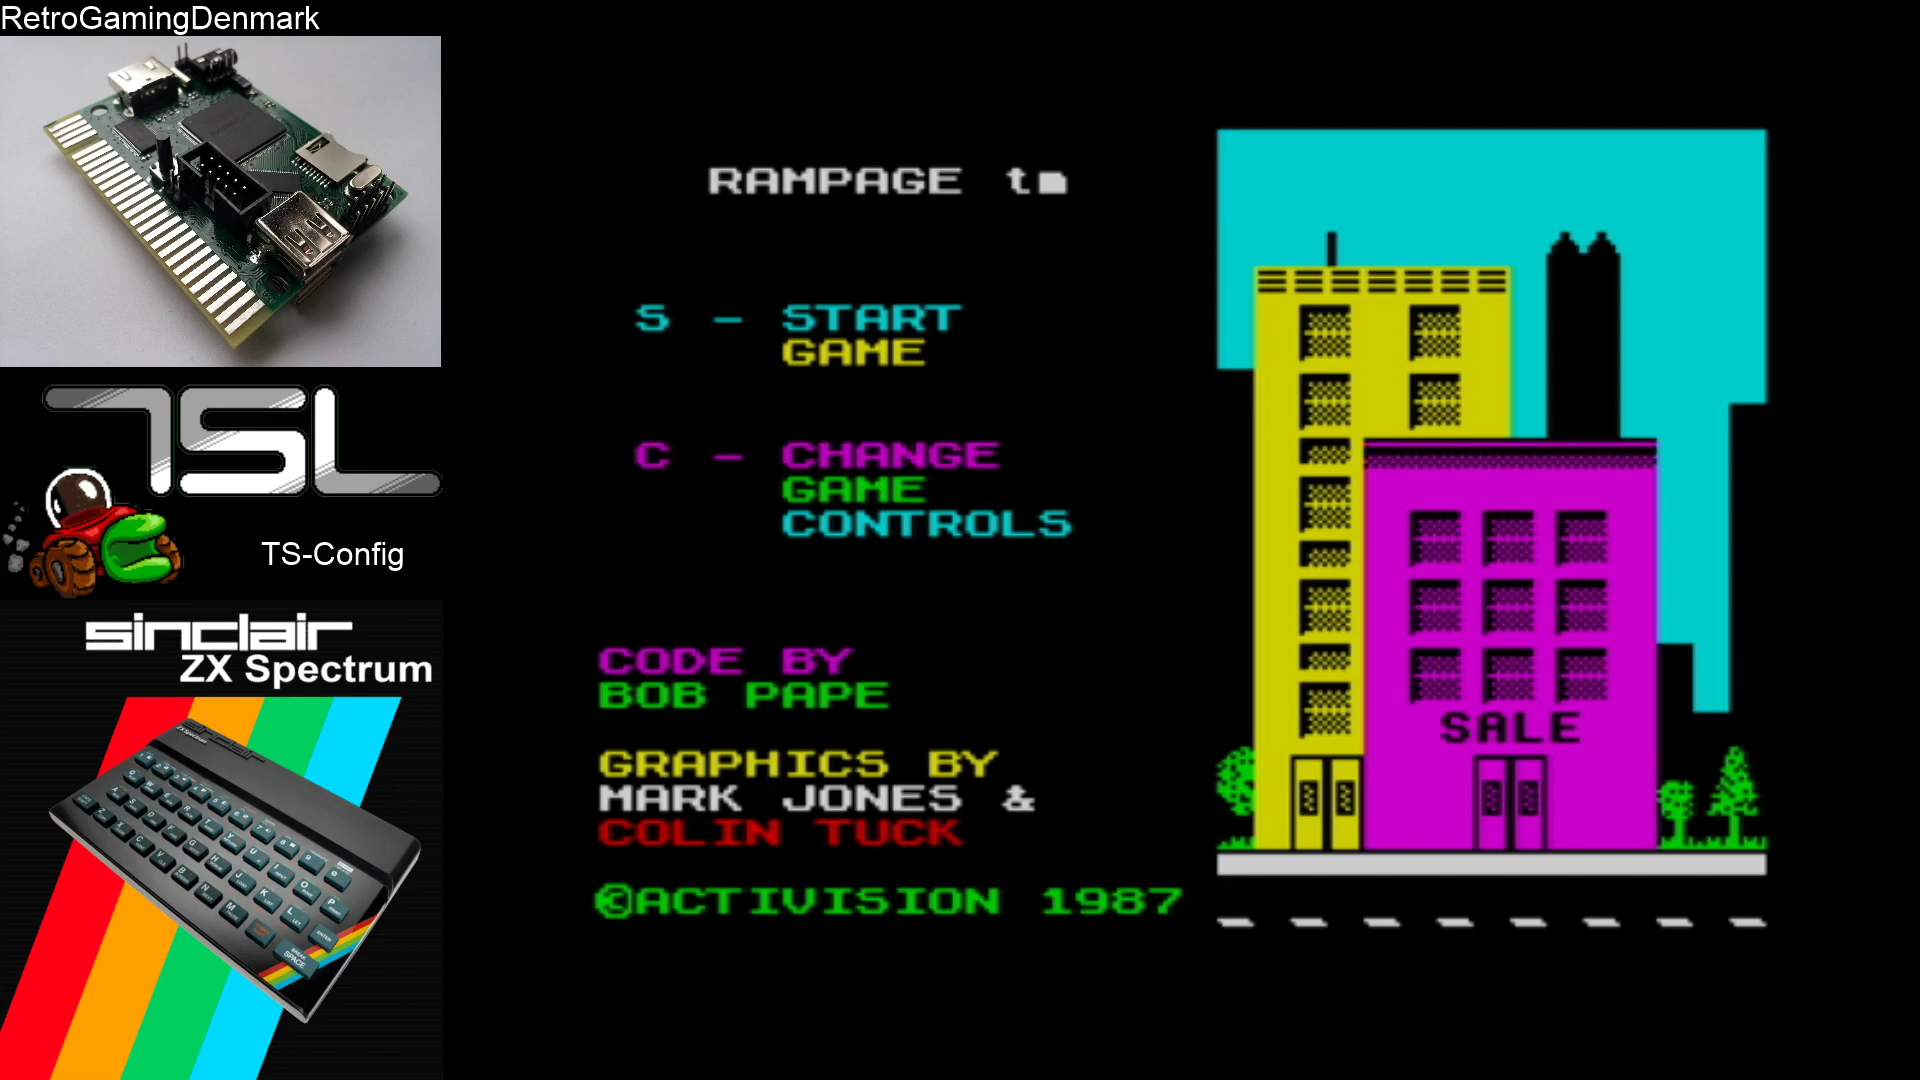 RetroGamingDenmark
TSL
TS-Config
sinclair
ZX Spectrum
RAMPAGE tm
S - START
GAME
C - CHANGE
GAME
CONTROLS
CODE BY
BOB PAPE
GRAPHICS BY
MARK JONES &
COLIN TUCK
©ACTIVISION 1987
SALE